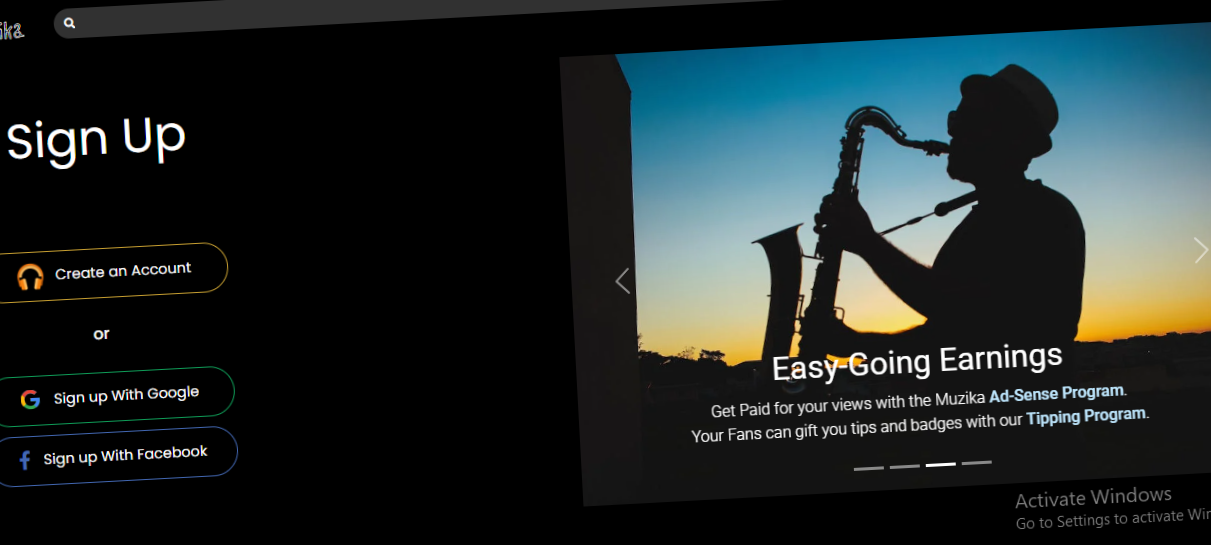 Sign Up
Create an Account
or
Sign up With Google
Sign up With Facebook
Easy-Going Earnings
Get Paid for your views with the Muzika Ad-Sense Program.
Your Fans can gift you tips and badges with our Tipping Program.
Activate Windows
Go to Settings to activate